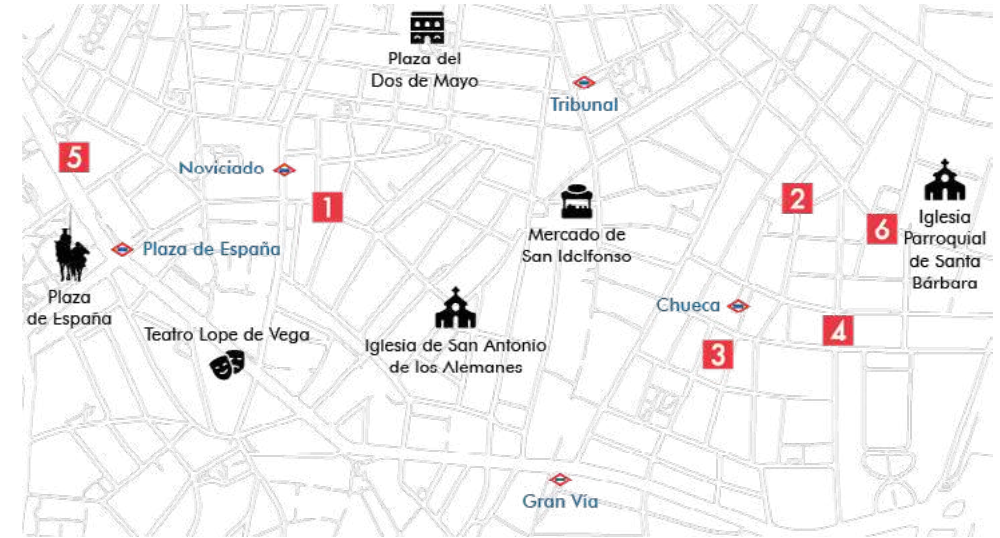 Plaza del
Dos de Mayo
Tribunal
5
Noviciado
1
2
6
Iglesia
Parroquial
de Santa
Bárbara
Mercado de
San Idclfonso
Plaza de España
Plaza
de España
Chueca
Teatro Lope de Vega
Iglesia de San Antonio
de los Alemanes
3
4
Gran Vía